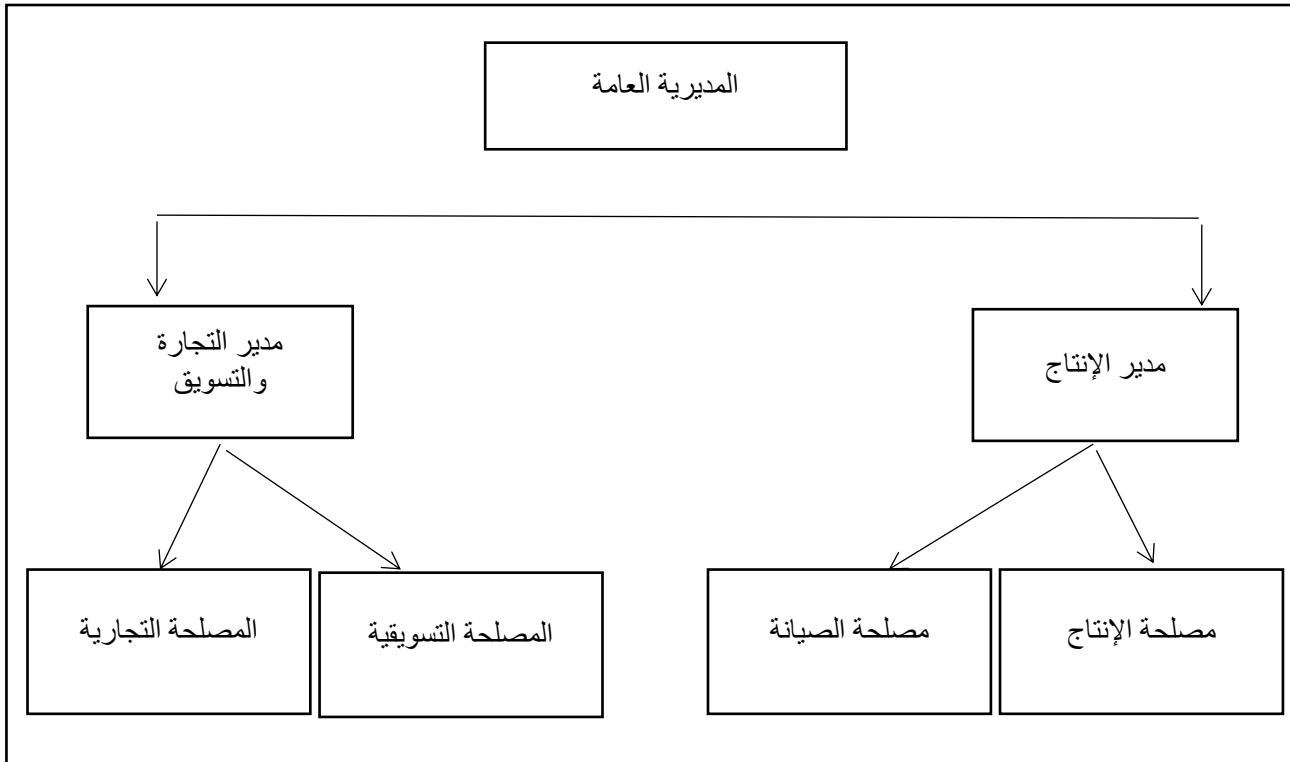 المديرية العامة
مدير الإنتاج
مدير التجارة
والتسويق
مصلحة الإنتاج
مصلحة الصيانة
المصلحة التسويقية
المصلحة التجارية